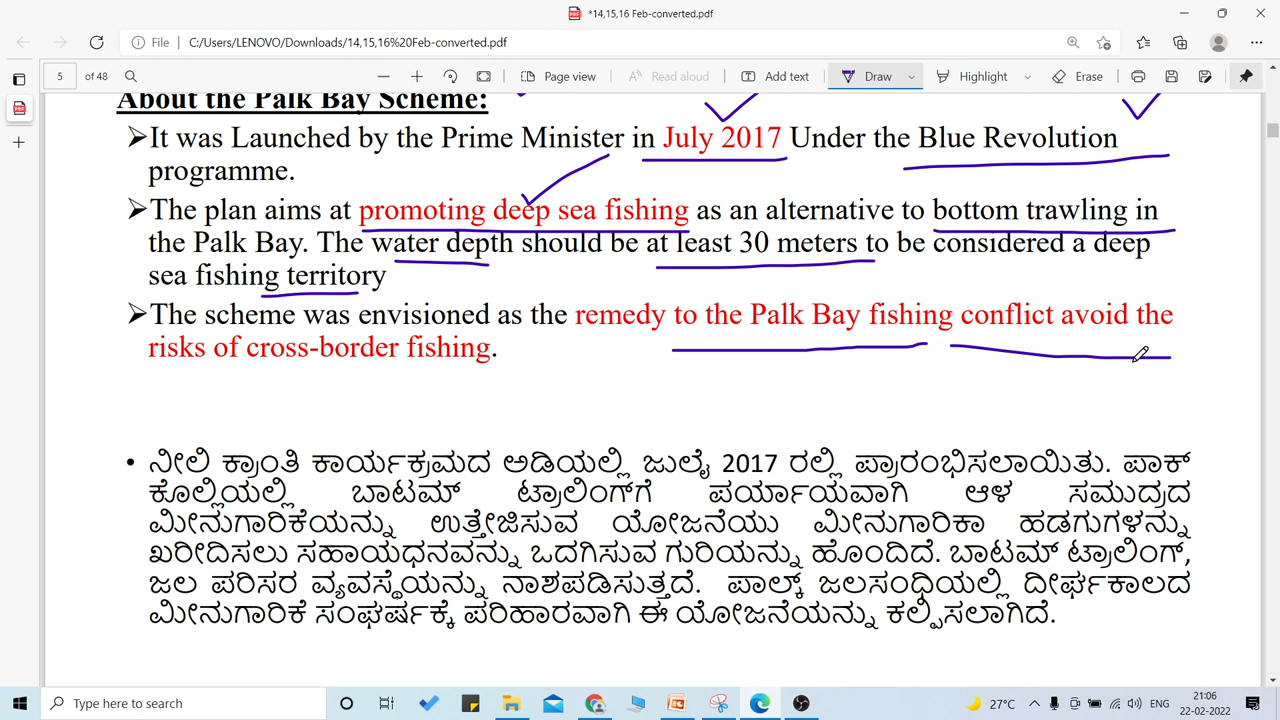 *14,15,16 Feb-converted.pdf
File C:/Users/LENOVO/Downloads/14,15,16%20Feb-converted.pdf
5 of 48 Page view Read aloud Add text Draw Highlight Erase
About the Palk Bay Scheme:
➢It was Launched by the Prime Minister in July 2017 Under the Blue Revolution
programme.
➢The plan aims at promoting deep sea fishing as an alternative to bottom trawling in
the Palk Bay. The water depth should be at least 30 meters to be considered a deep
sea fishing territory
➢The scheme was envisioned as the remedy to the Palk Bay fishing conflict avoid the
risks of cross-border fishing.
• ನೀಲಿ ಕ್ರಾಂತಿ ಕಾರ್ಯಕ್ರಮದ ಅಡಿಯಲ್ಲಿ ಜುಲೈ 2017 ರಲ್ಲಿ ಪ್ರಾರಂಭಿಸಲಾಯಿತು. ಪಾಕ್
ಕೊಲ್ಲಿಯಲ್ಲಿ ಬಾಟಮ್ ಟ್ರಾಲಿಂಗ್‌ಗೆ ಪರ್ಯಾಯವಾಗಿ ಆಳ ಸಮುದ್ರದ
ಮೀನುಗಾರಿಕೆಯನ್ನು ಉತ್ತೇಜಿಸುವ ಯೋಜನೆಯು ಮೀನುಗಾರಿಕಾ ಹಡಗುಗಳನ್ನು
ಖರೀದಿಸಲು ಸಹಾಯಧನವನ್ನು ಒದಗಿಸುವ ಗುರಿಯನ್ನು ಹೊಂದಿದೆ. ಬಾಟಮ್ ಟ್ರಾಲಿಂಗ್,
ಜಲ ಪರಿಸರ ವ್ಯವಸ್ಥೆಯನ್ನು ನಾಶಪಡಿಸುತ್ತದೆ. ಪಾಲ್ಕ್ ಜಲಸಂಧಿಯಲ್ಲಿ ದೀರ್ಘಕಾಲದ
ಮೀನುಗಾರಿಕೆ ಸಂಘರ್ಷಕ್ಕೆ ಪರಿಹಾರವಾಗಿ ಈ ಯೋಜನೆಯನ್ನು ಕಲ್ಪಿಸಲಾಗಿದೆ.
Type here to search 27°C ENG 21:06
22-02-2022